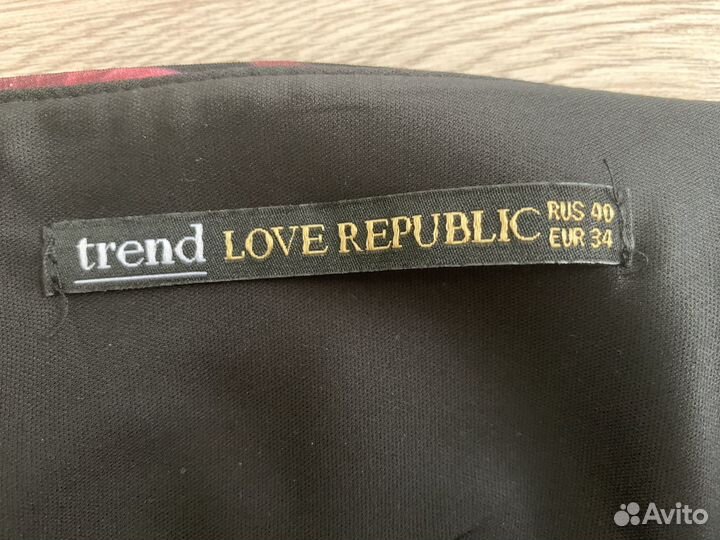 trend LOVE REPUBLIC RUS 40
EUR 34
Avito